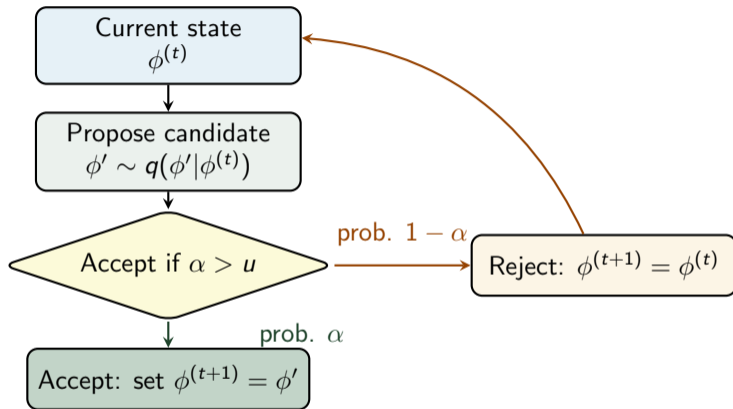 Current state
ϕ^(t)
Propose candidate
ϕ′ ∼ q(ϕ′|ϕ^(t))
Accept if α > u
prob. 1 − α
Reject: ϕ^(t+1) = ϕ^(t)
prob. α
Accept: set ϕ^(t+1) = ϕ′